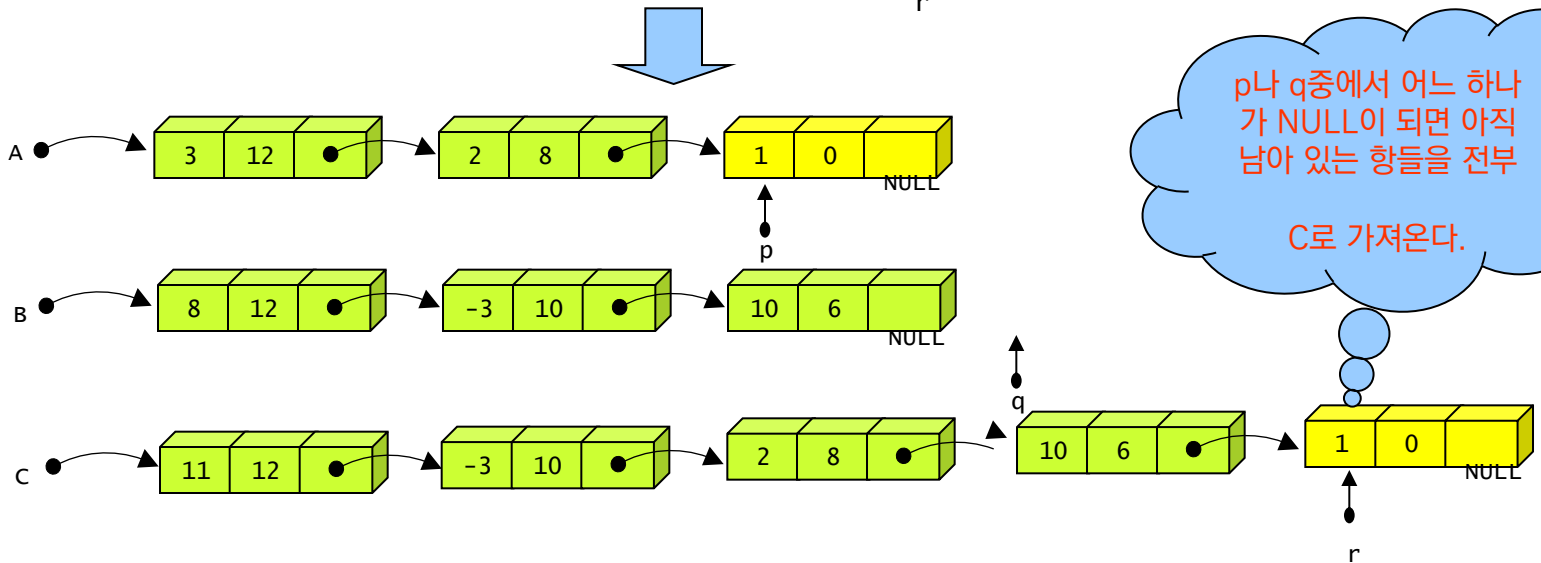 r
p나 q중에서 어느 하나
가 NULL이 되면 아직
남아 있는 항들을 전부
C로 가져온다.
A 3 12 2 8 1 0 NULL
p
B 8 12 -3 10 10 6 NULL
q
C 11 12 -3 10 2 8 10 6 1 0 NULL
r